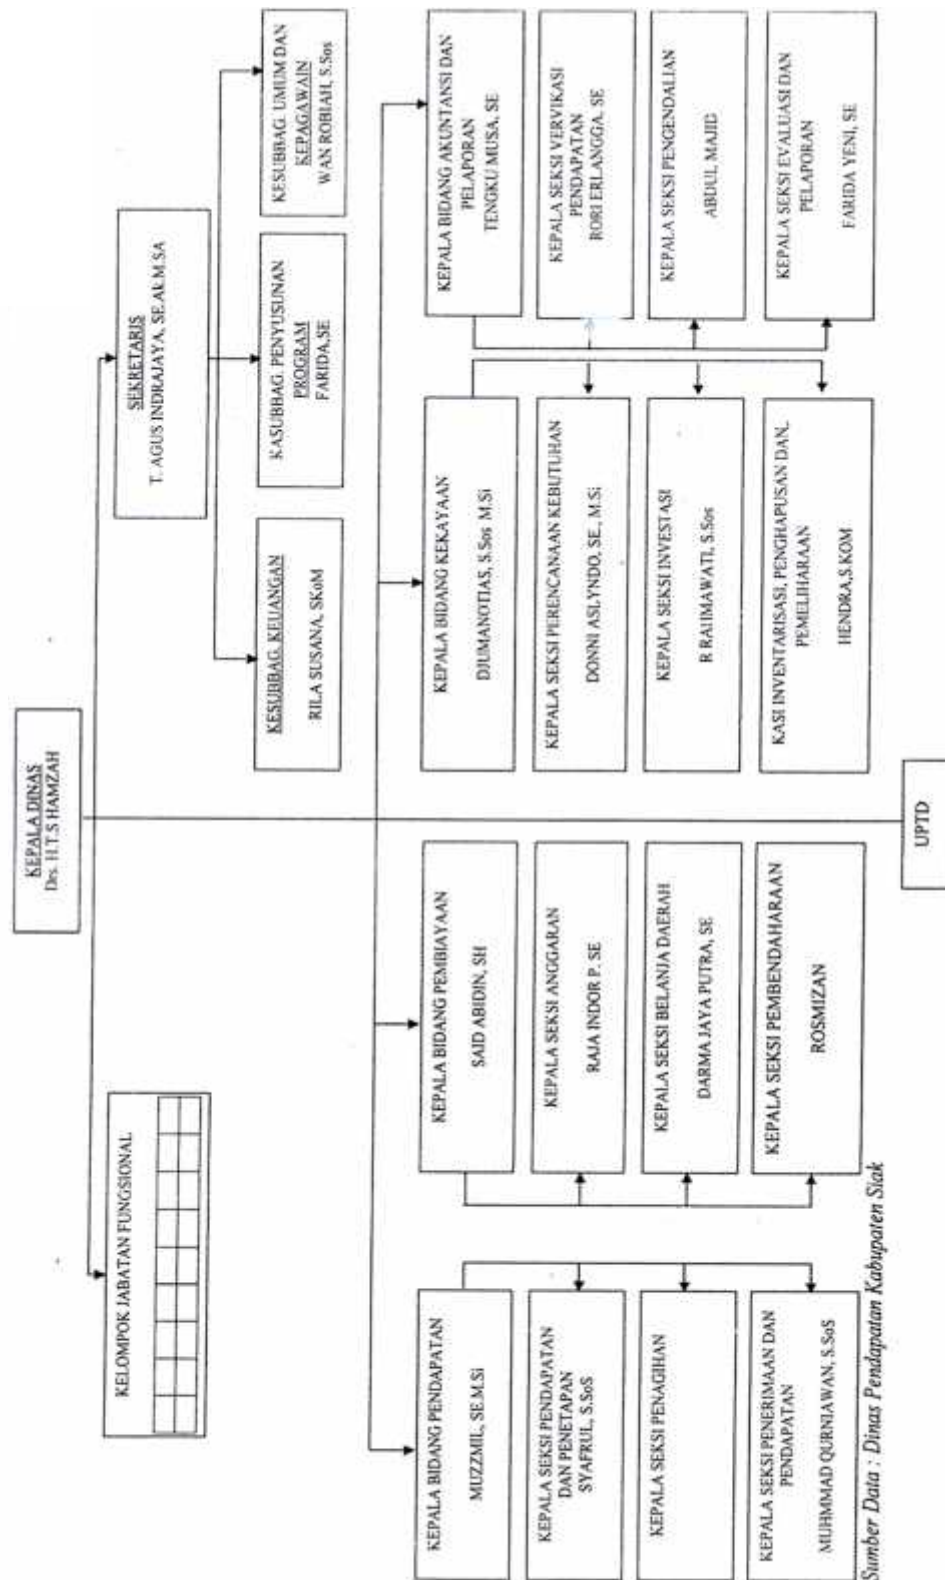 KEPALA DINAS
Drs. H.T.S HAMZAH
KELOMPOK JABATAN FUNGSIONAL
SEKRETARIS
T. AGUS INDRAJAYA, SE.AK.M.SA
KESUBBAG. KEUANGAN
RILA SUSANA, SKoM
KASUBBAG. PENYUSUNAN
PROGRAM
FARIDA,SE
KESUBBAG. UMUM DAN
KEPAGAWAIN
WAN ROBIAH, S.Sos
KEPALA BIDANG PENDAPATAN
MUZZMIL, SE.M.Si
KEPALA SEKSI PENDAPATAN
DAN PENETAPAN
SYAFRUL, S.SoS
KEPALA SEKSI PENAGIHAN
KEPALA SEKSI PENERIMAAN DAN
PENDAPATAN
MUHMMAD QURNIAWAN, S.SoS
KEPALA BIDANG PEMBIAYAAN
SAID ABIDIN, SH
KEPALA SEKSI ANGGARAN
RAJA INDOR P. SE
KEPALA SEKSI BELANJA DAERAH
DARMA JAYA PUTRA, SE
KEPALA SEKSI PEMBENDAHARAAN
ROSMIZAN
KEPALA BIDANG KEKAYAAN
DJUMANOTIAS, S.Sos M.Si
KEPALA SEKSI PERENCANAAN KEBUTUHAN
DONNI ASLYNDO, SE., M.Si
KEPALA SEKSI INVESTASI
R RAHMAWATI, S.Sos
KASI INVENTARISASI, PENGHAPUSAN DAN,
PEMELIHARAAN
HENDRA,S.KOM
KEPALA BIDANG AKUNTANSI DAN
PELAPORAN
TENGKU MUSA, SE
KEPALA SEKSI VERVIKASI
PENDAPATAN
RORI ERLANGGA. SE
KEPALA SEKSI PENGENDALIAN
ABDUL MAJID
KEPALA SEKSI EVALUASI DAN
PELAPORAN
FARIDA YENI, SE
UPTD
Sumber Data : Dinas Pendapatan Kabupaten Siak